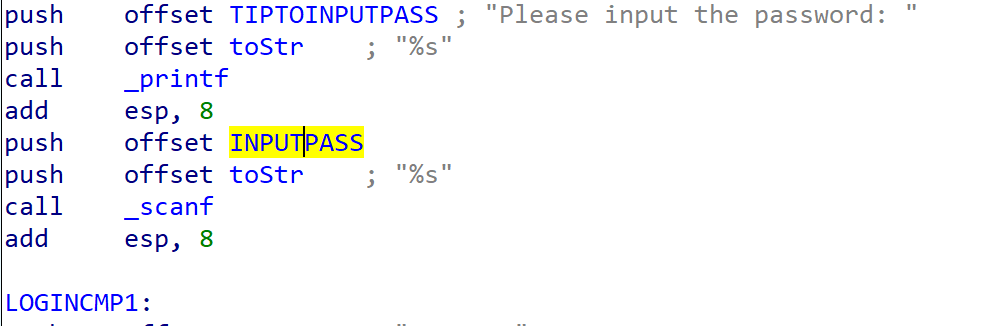 push offset TIPTOINPUTPASS ; "Please input the password: "
push offset toStr ; "%s"
call _printf
add esp, 8
push offset INPUTPASS
push offset toStr ; "%s"
call _scanf
add esp, 8
LOGINCMP1: